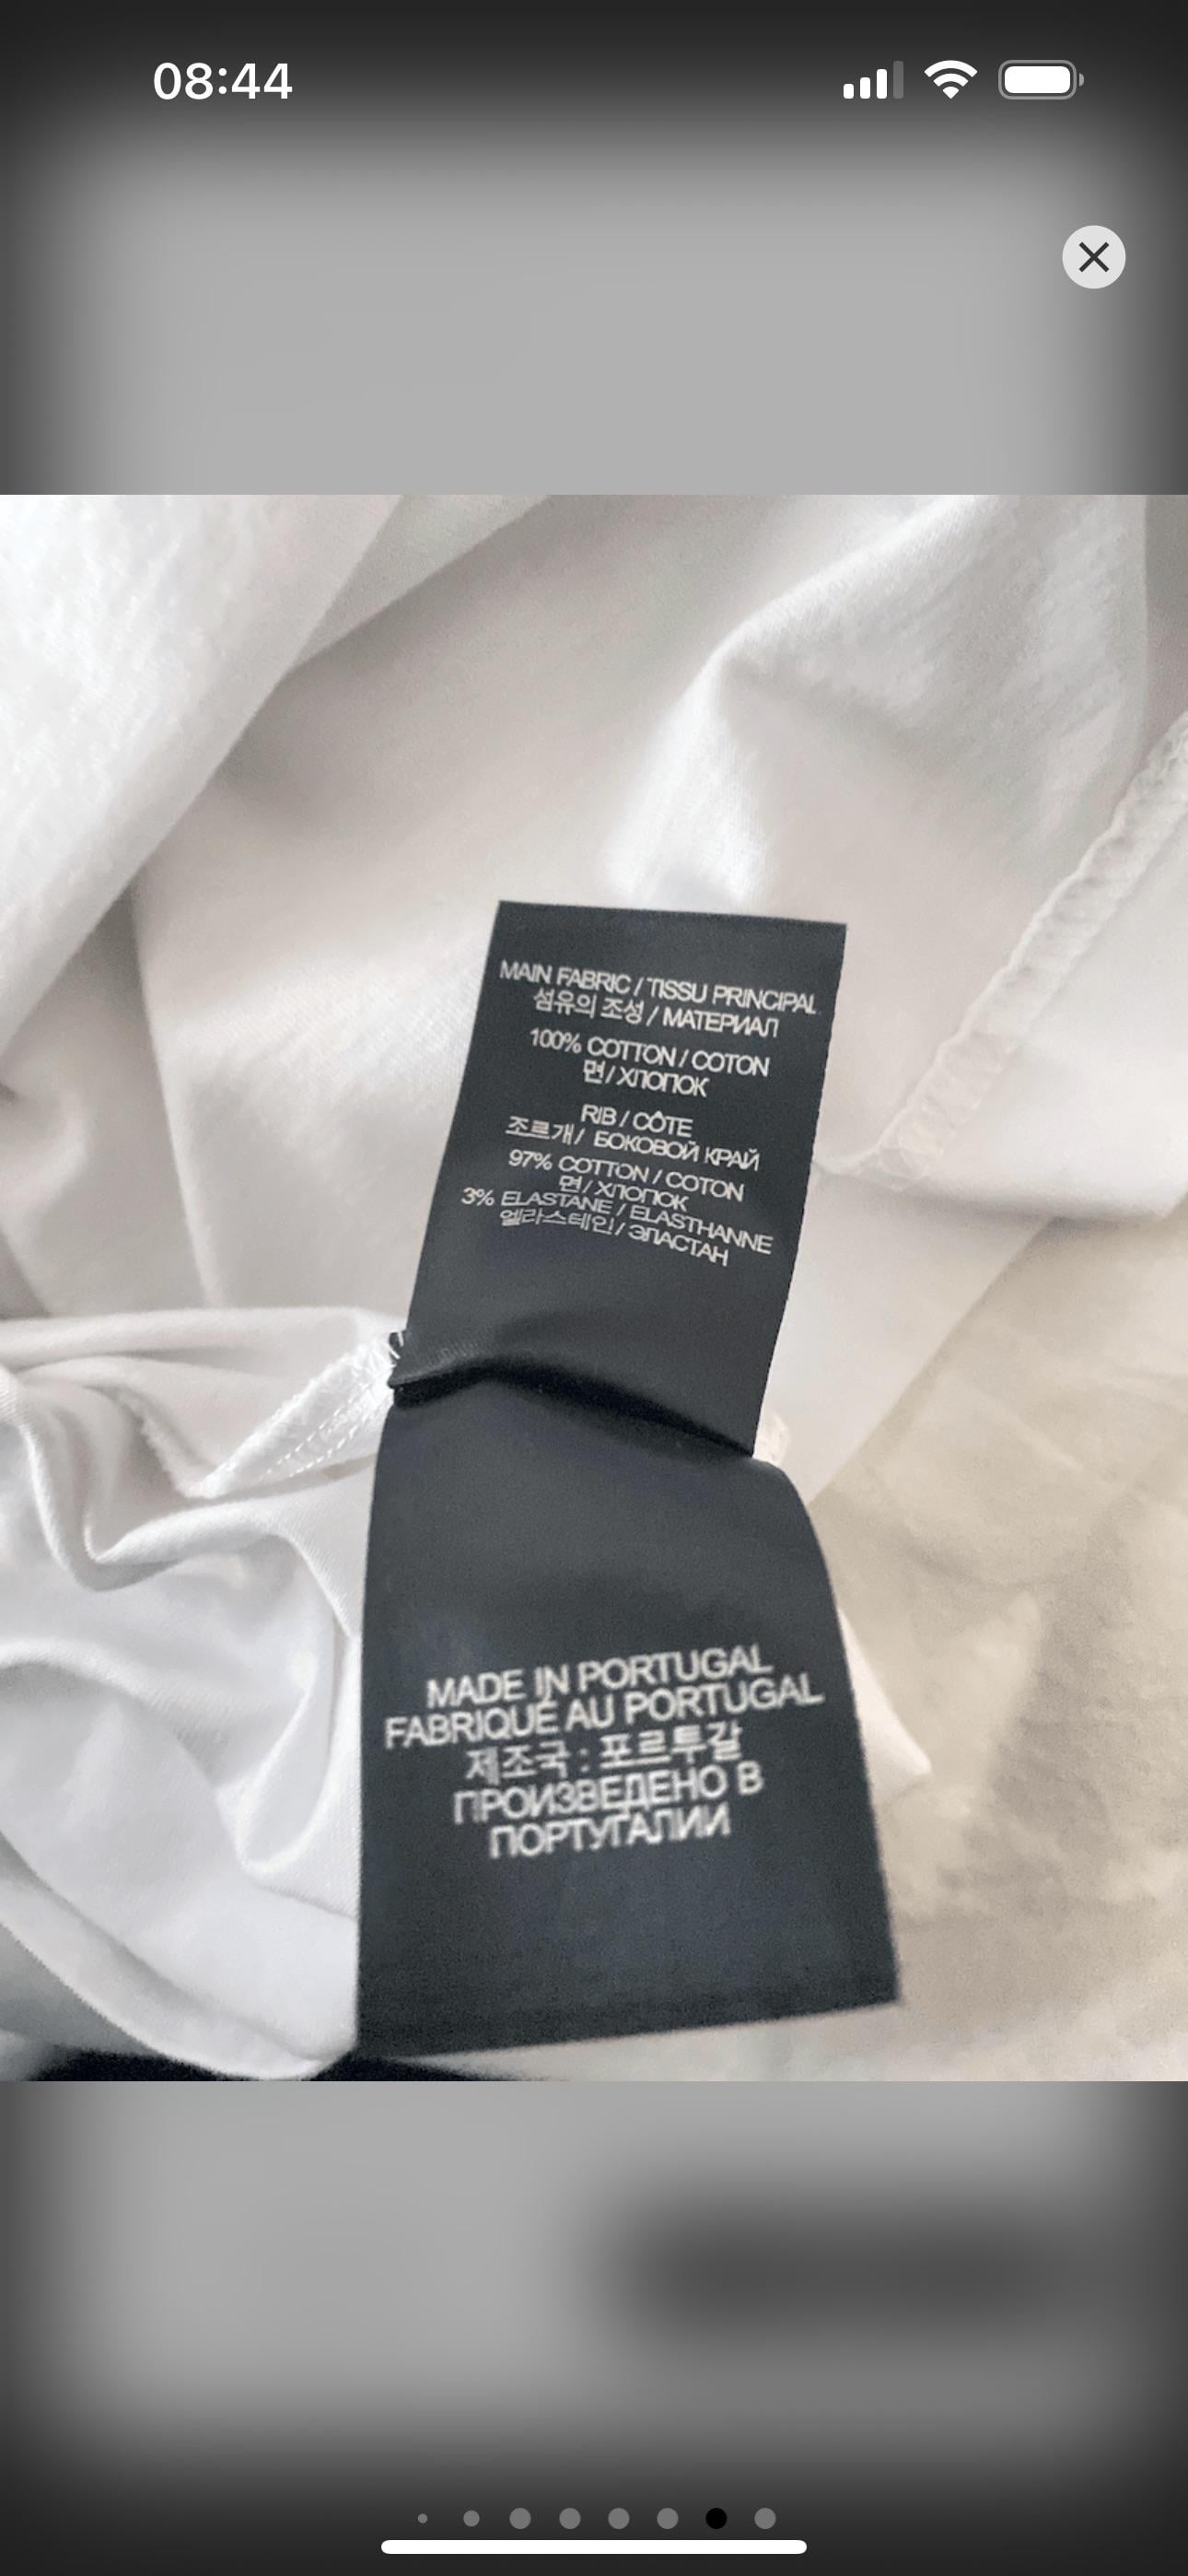 08:44
MAIN FABRIC / TISSU PRINCIPAL
섬유의 조성 / МАТЕРИАЛ
100% COTTON / COTON
면 / ХЛОПОК
RIB / CÔTE
조르개 / БОКОВОЙ КРАЙ
97% COTTON / COTON
면 / ХЛОПОК
3% ELASTANE / ELASTHANNE
엘라스테인 / ЭЛАСТАН
MADE IN PORTUGAL
FABRIQUÉ AU PORTUGAL
제조국 : 포르투갈
ПРОИЗВЕДЕНО В
ПОРТУГАЛИИ